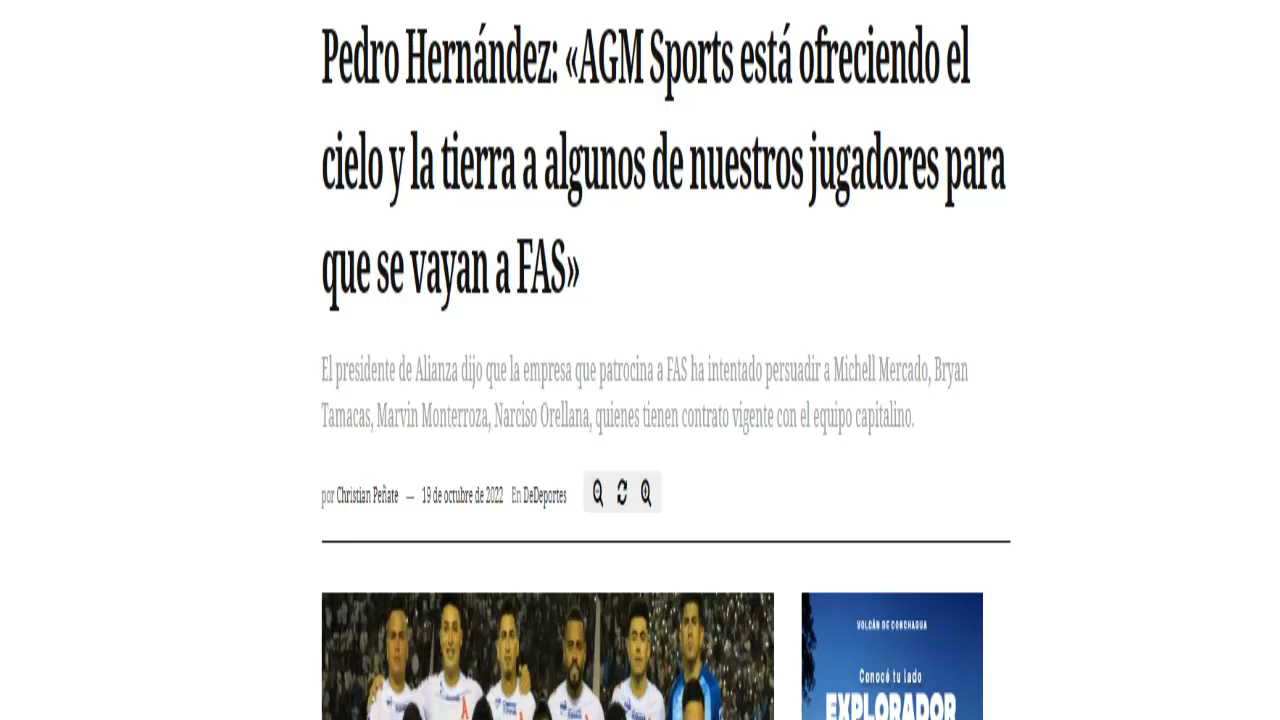 Pedro Hernández: «AGM Sports está ofreciendo el
cielo y la tierra a algunos de nuestros jugadores para
que se vayan a FAS»
El presidente de Alianza dijo que la empresa que patrocina a FAS ha intentado persuadir a Michell Mercado, Bryan
Tamacas, Marvin Monterroza, Narciso Orellana, quienes tienen contrato vigente con el equipo capitalino.
por Christian Peñate — 19 de octubre de 2022 En DeDeportes
VOLCÁN DE CONCHAGUA
Conocé tu lado
EXPLORADOR